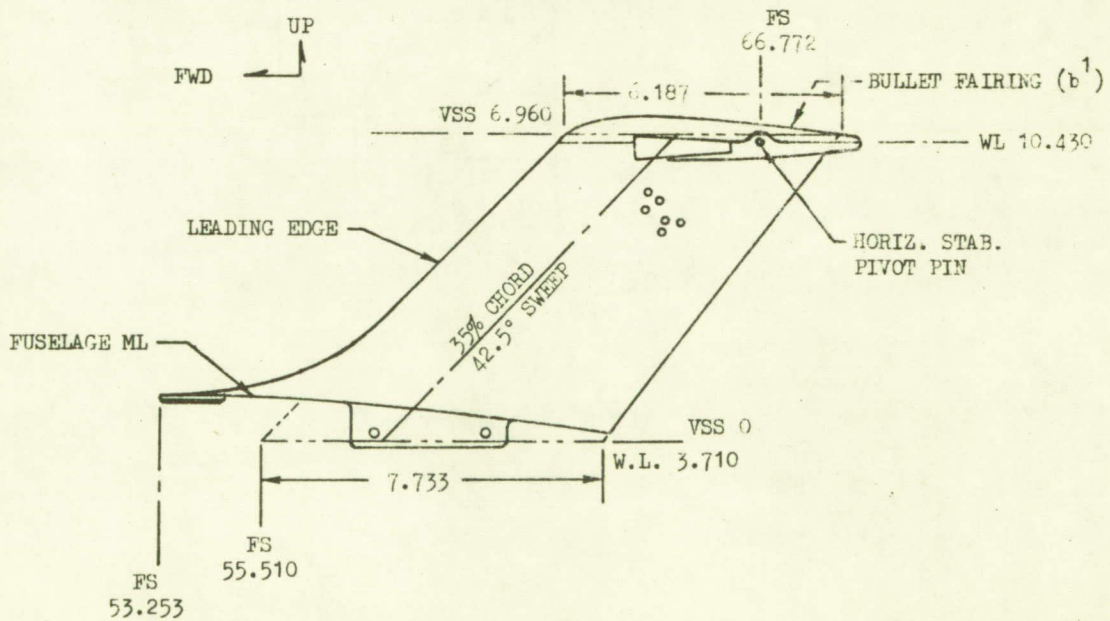 UP
FWD
FS
66.772
6.187
BULLET FAIRING (b¹)
VSS 6.960
WL 10.430
LEADING EDGE
HORIZ. STAB.
PIVOT PIN
35% CHORD
42.5° SWEEP
FUSELAGE ML
VSS 0
W.L. 3.710
7.733
FS
55.510
FS
53.253